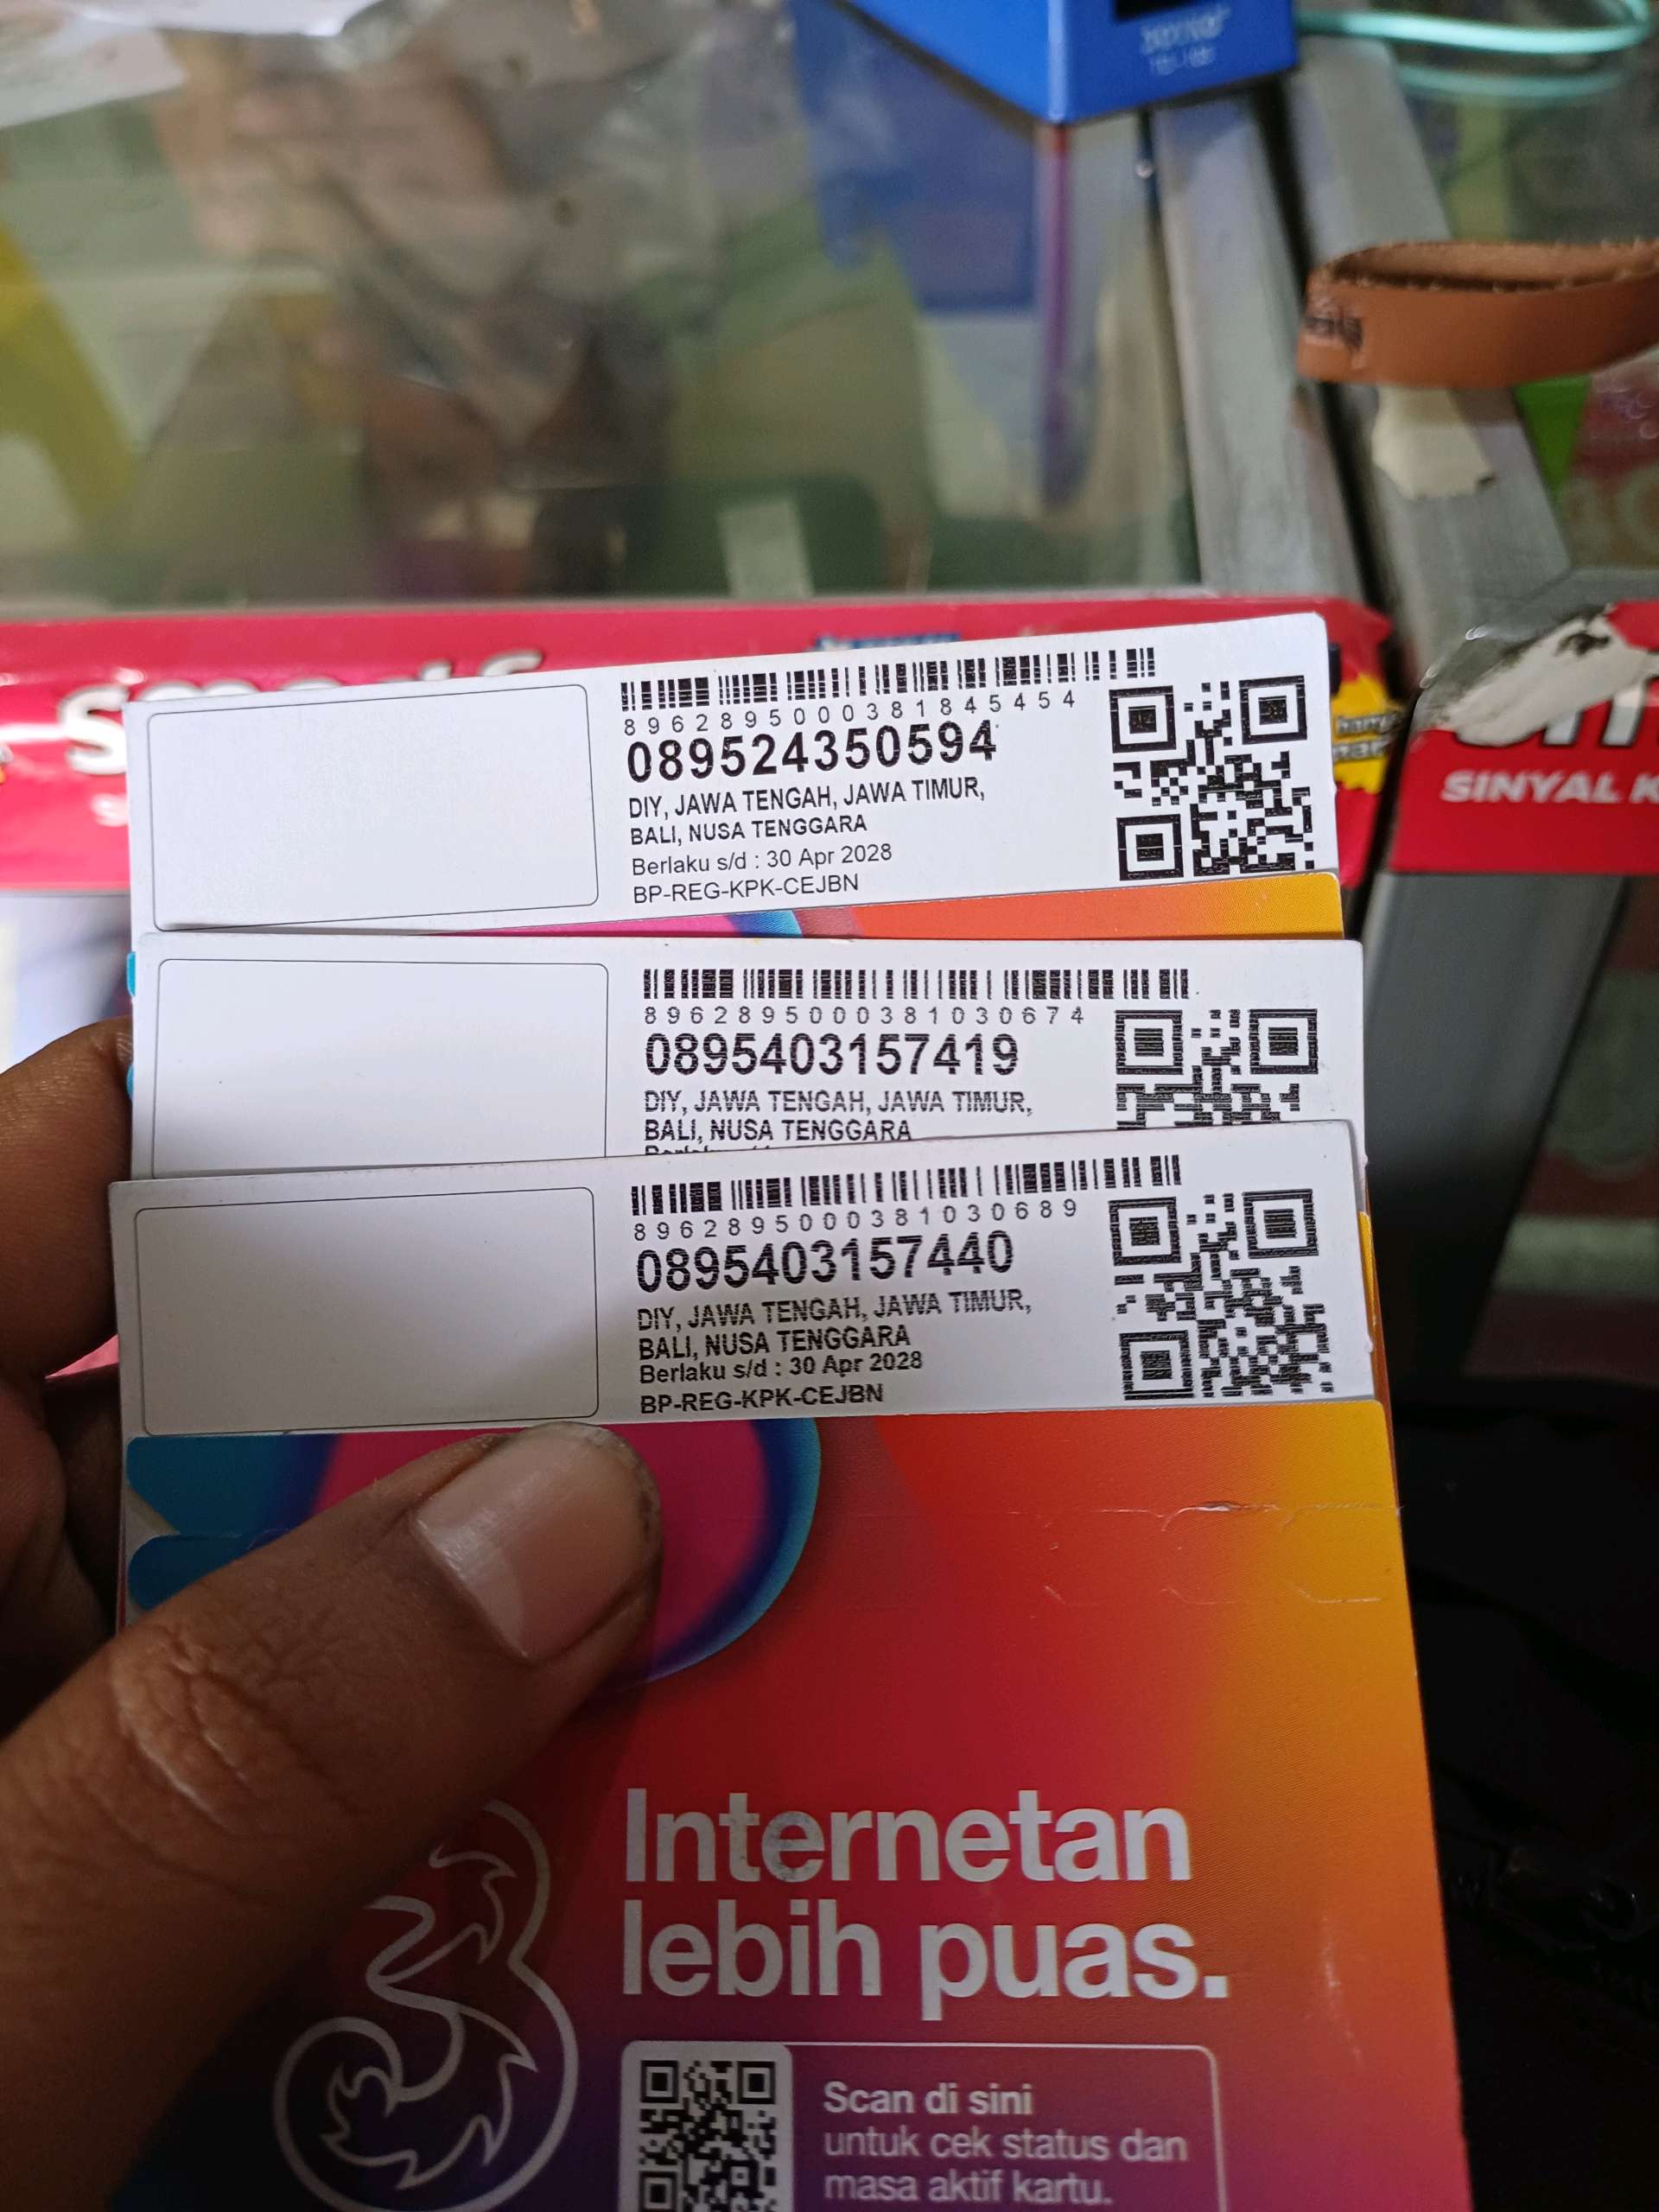 8962895000381845454
089524350594
DIY, JAWA TENGAH, JAWA TIMUR,
BALI, NUSA TENGGARA
Berlaku s/d : 30 Apr 2028
BP-REG-KPK-CEJBN
SINYAL
8962895000381030674
0895403157419
DIY, JAWA TENGAH, JAWA TIMUR,
BALI, NUSA TENGGARA
8962895000381030689
0895403157440
DIY, JAWA TENGAH, JAWA TIMUR,
BALI, NUSA TENGGARA
Berlaku s/d : 30 Apr 2028
BP-REG-KPK-CEJBN
Internetan
lebih puas.
Scan di sini
untuk cek status dan
masa aktif kartu.